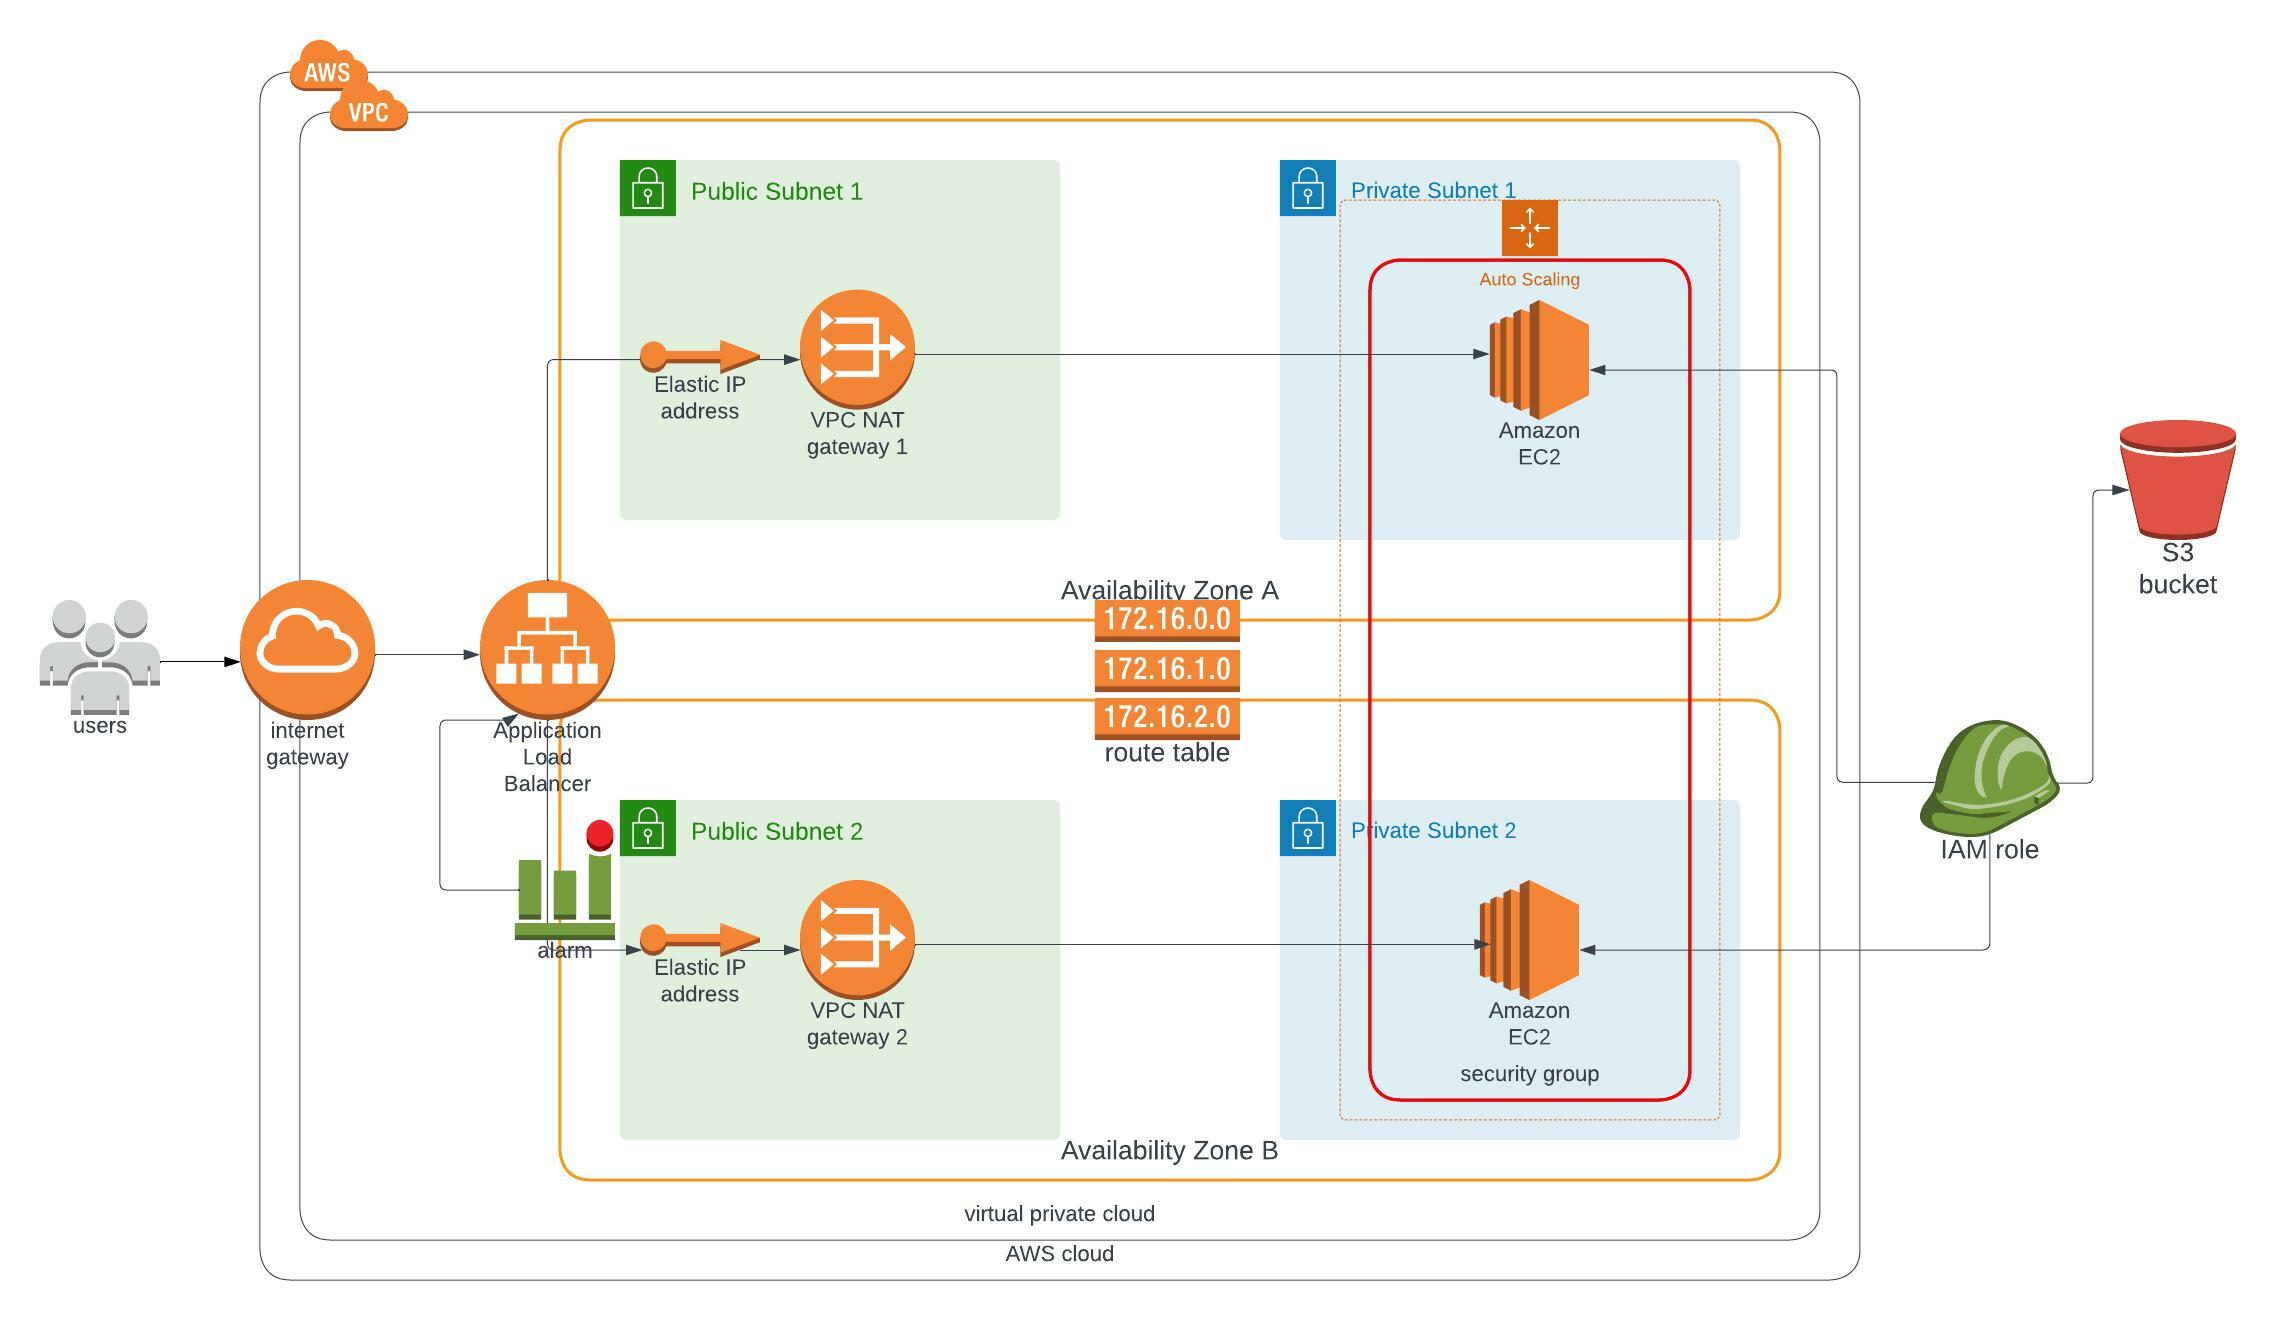 AWS
VPC
Public Subnet 1
Private Subnet 1
Auto Scaling
Elastic IP
address
VPC NAT
gateway 1
Amazon
EC2
S3
bucket
Availability Zone A
172.16.0.0
172.16.1.0
172.16.2.0
route table
users
internet
gateway
Application
Load
Balancer
Public Subnet 2
Private Subnet 2
IAM role
alarm
Elastic IP
address
VPC NAT
gateway 2
Amazon
EC2
security group
Availability Zone B
virtual private cloud
AWS cloud